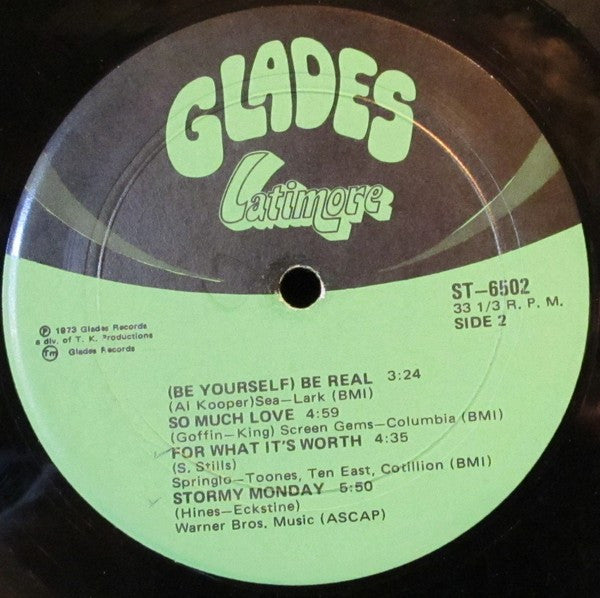 GLADES
Latimore
ST-6502
33 1/3 R. P. M.
SIDE 2
Ⓟ 1973 Glades Records
a div. of T. K. Productions
Tm Glades Records
(BE YOURSELF) BE REAL 3:24
(Al Kooper)Sea-Lark (BMI)
SO MUCH LOVE 4:59
(Goffin-King) Screen Gems-Columbia (BMI)
FOR WHAT IT'S WORTH 4:35
(S. Stills)
Springlo-Toones, Ten East, Cotillion (BMI)
STORMY MONDAY 5:50
(Hines-Eckstine)
Warner Bros. Music (ASCAP)